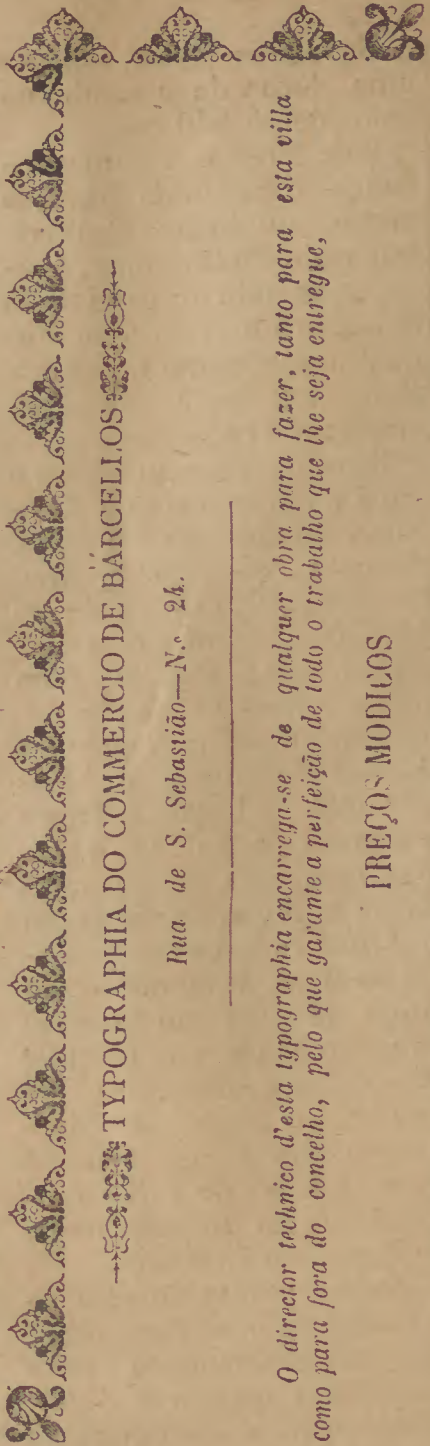 TYPOGRAPHIA DO COMMERCIO DE BARCELLOS
Rua de S. Sebastião—N.º 24.
O director technico d'esta typographia encarrega-se de qualquer obra para fazer, tanto para esta villa
como para fora do concelho, pelo que garante a perfeição de todo o trabalho que lhe seja entregue,
PREÇOS MODICOS